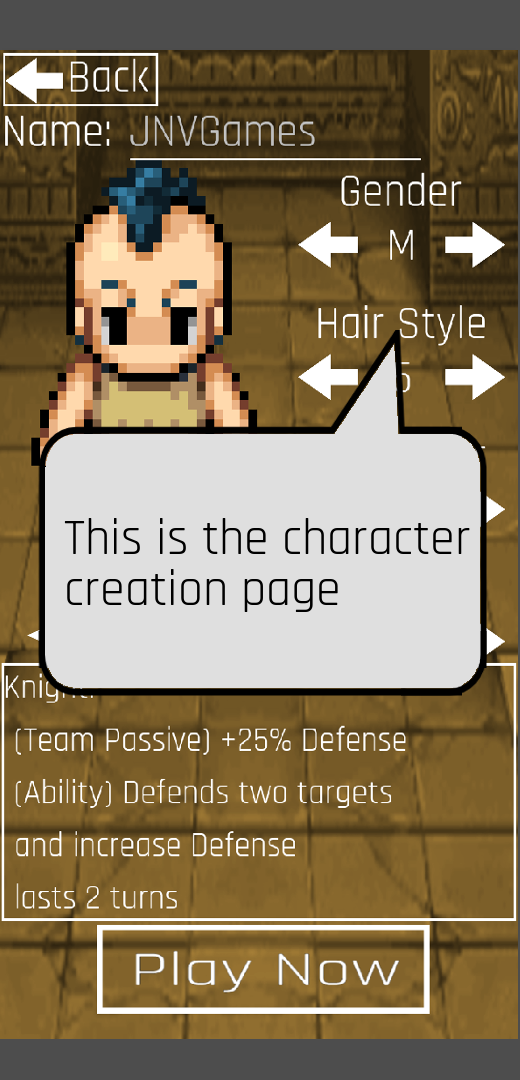 Back
Name: JNVGames
Gender
M
Hair Style
5
This is the character
creation page
Knight:
(Team Passive) +25% Defense
(Ability) Defends two targets
and increase Defense
lasts 2 turns
Play Now